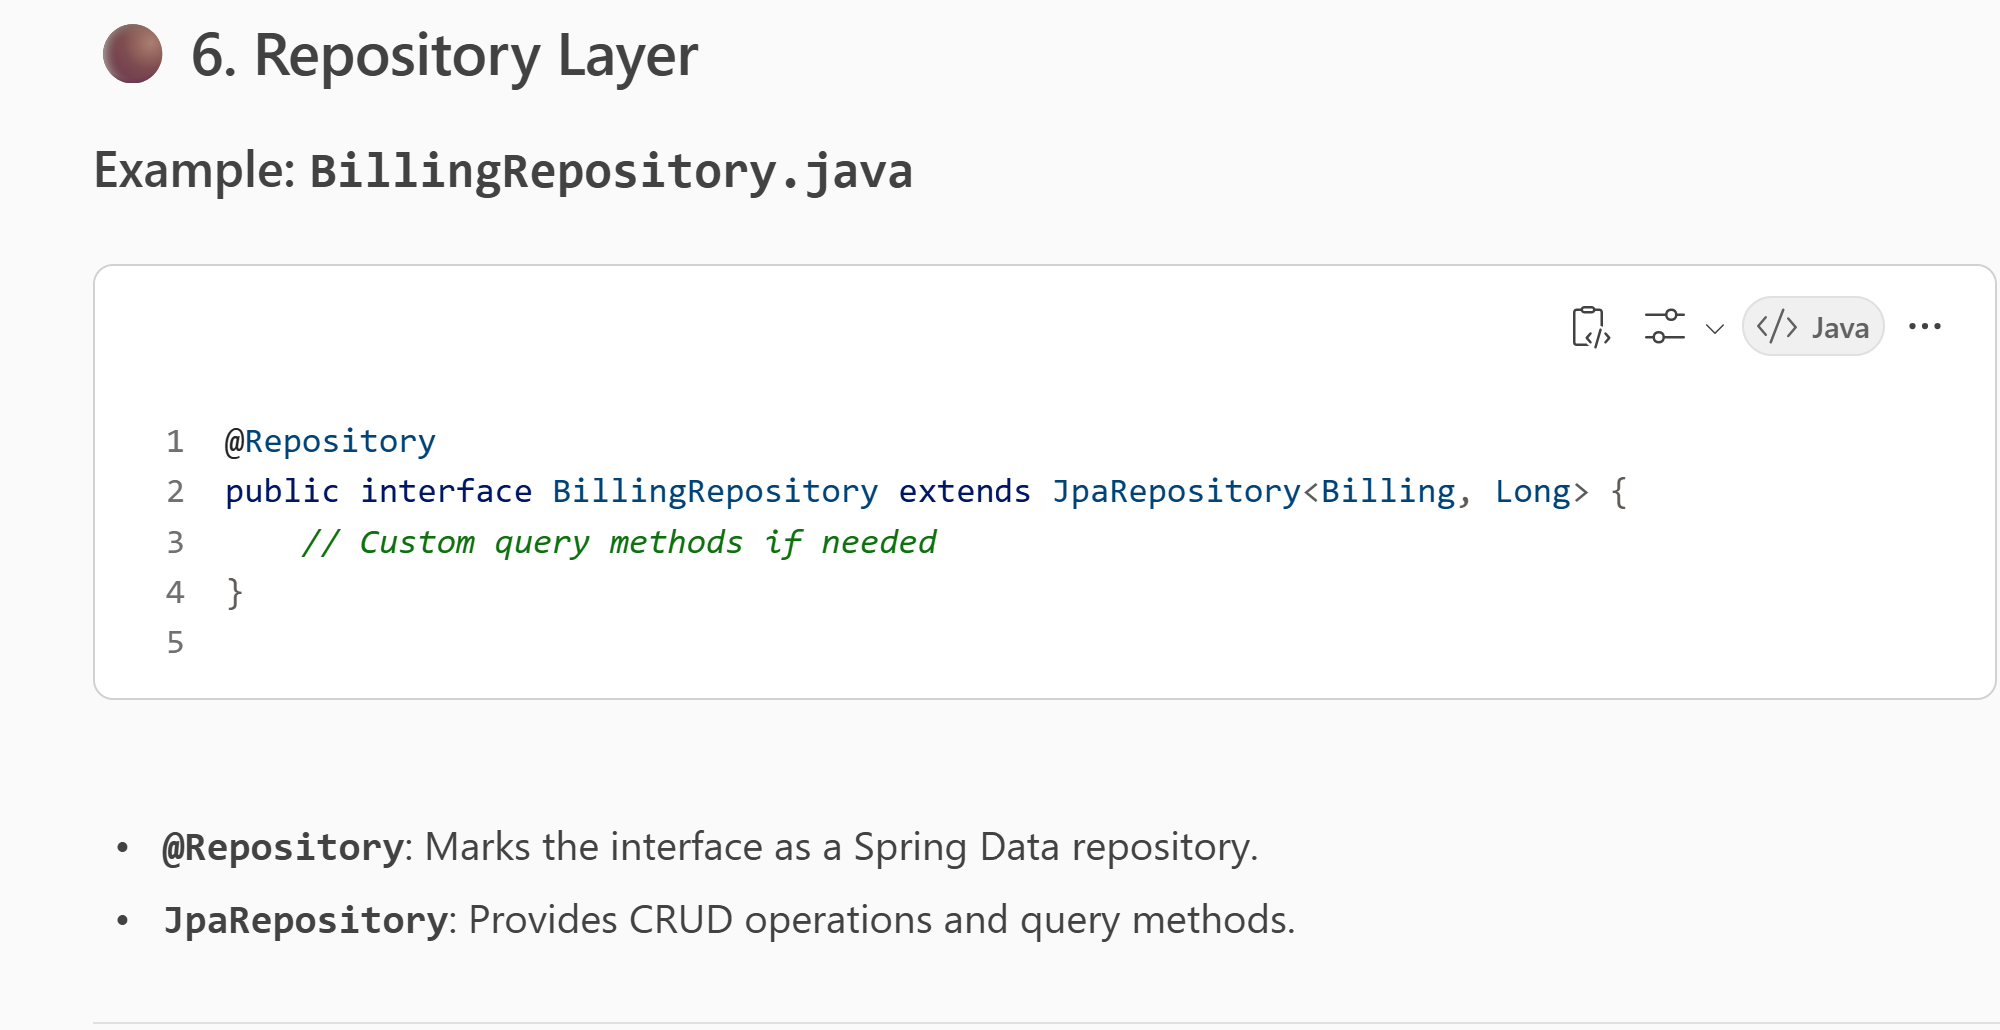 6. Repository Layer
Example: BillingRepository.java
</> Java
1 @Repository
2 public interface BillingRepository extends JpaRepository<Billing, Long> {
3     // Custom query methods if needed
4 }
5
• @Repository: Marks the interface as a Spring Data repository.
• JpaRepository: Provides CRUD operations and query methods.